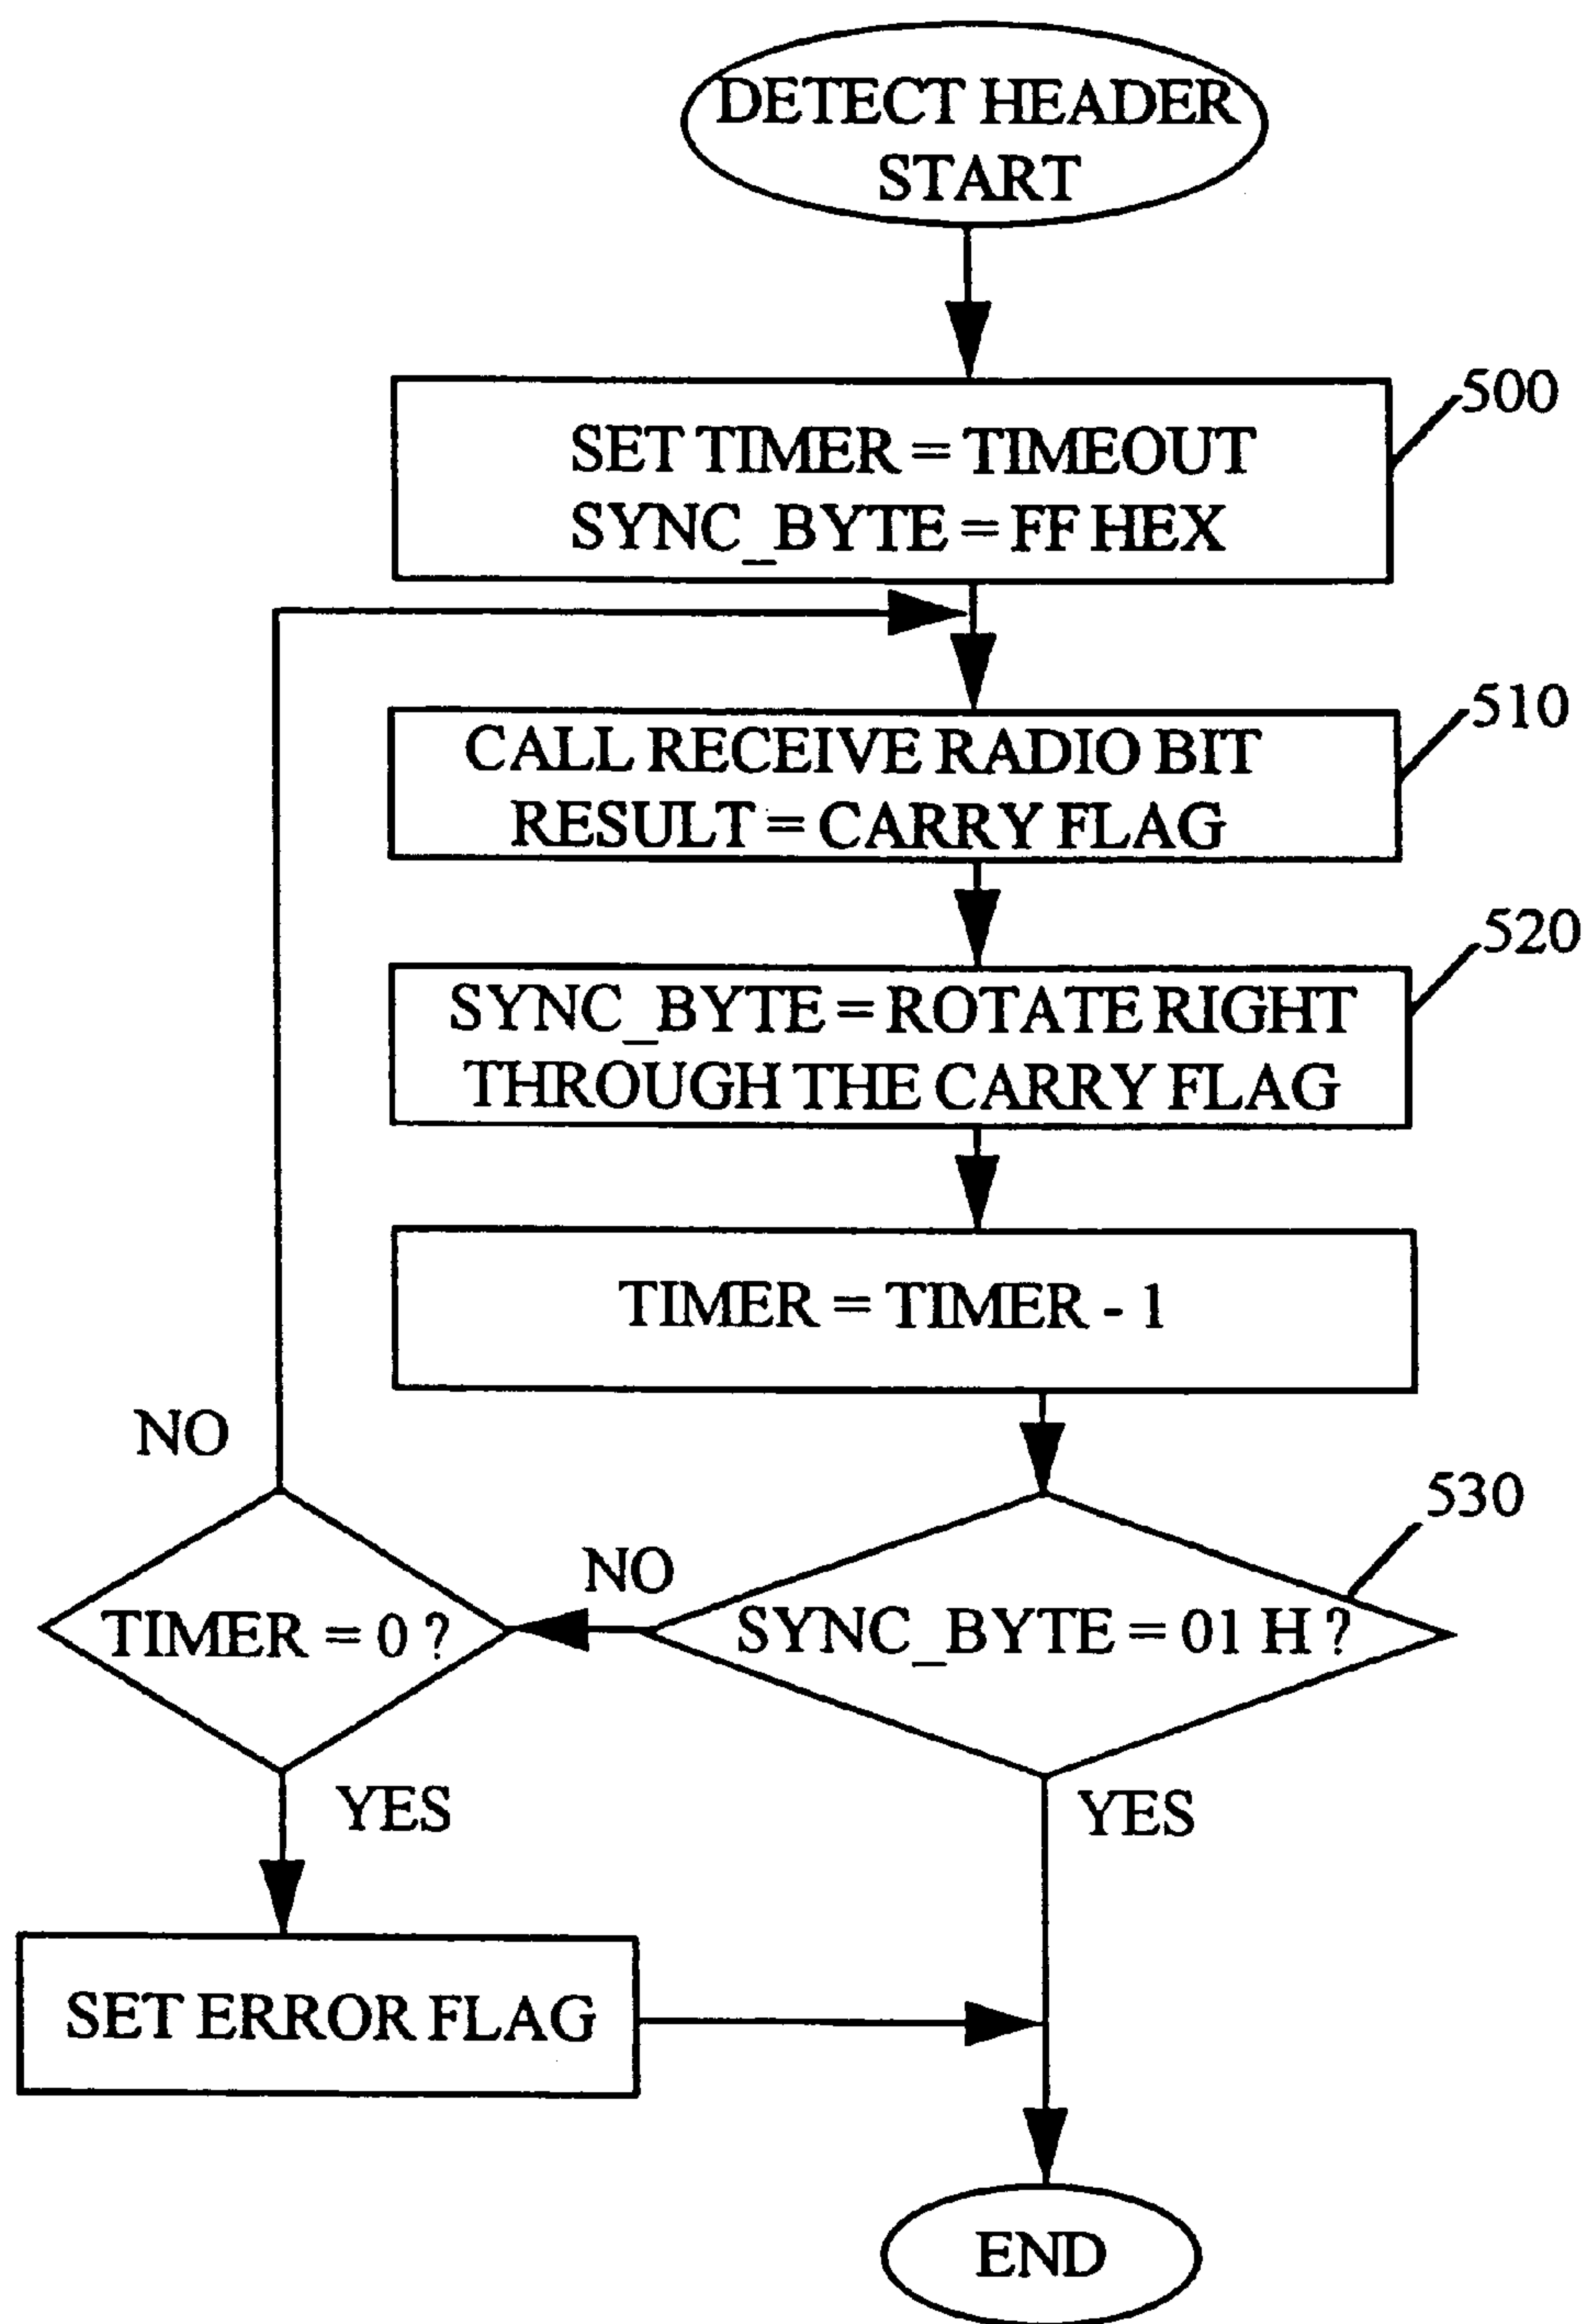 DETECT HEADER
START
500
SET TIMER = TIMEOUT
SYNC_BYTE = FF HEX
510
CALL RECEIVE RADIO BIT
RESULT = CARRY FLAG
520
SYNC_BYTE = ROTATE RIGHT
THROUGH THE CARRY FLAG
TIMER = TIMER - 1
NO
530
NO
TIMER = 0 ?
SYNC_BYTE = 01 H ?
YES
YES
SET ERROR FLAG
END